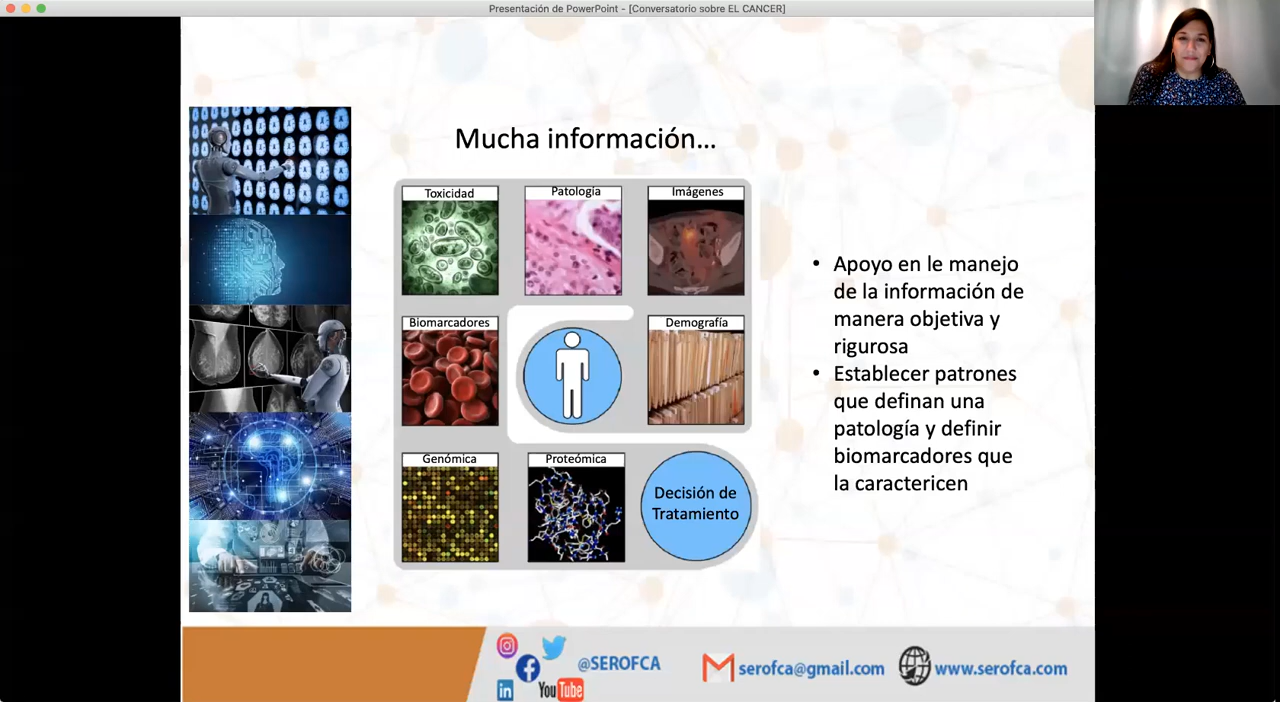 Presentación de PowerPoint - [Conversatorio sobre EL CANCER]
Mucha información...
Toxicidad
Patología
Imágenes
Biomarcadores
Demografía
Genómica
Proteómica
Decisión de
Tratamiento
• Apoyo en le manejo
de la información de
manera objetiva y
rigurosa
• Establecer patrones
que definan una
patología y definir
biomarcadores que
la caractericen
@SEROFCA
in
YouTube
serofca@gmail.com
www.serofca.com